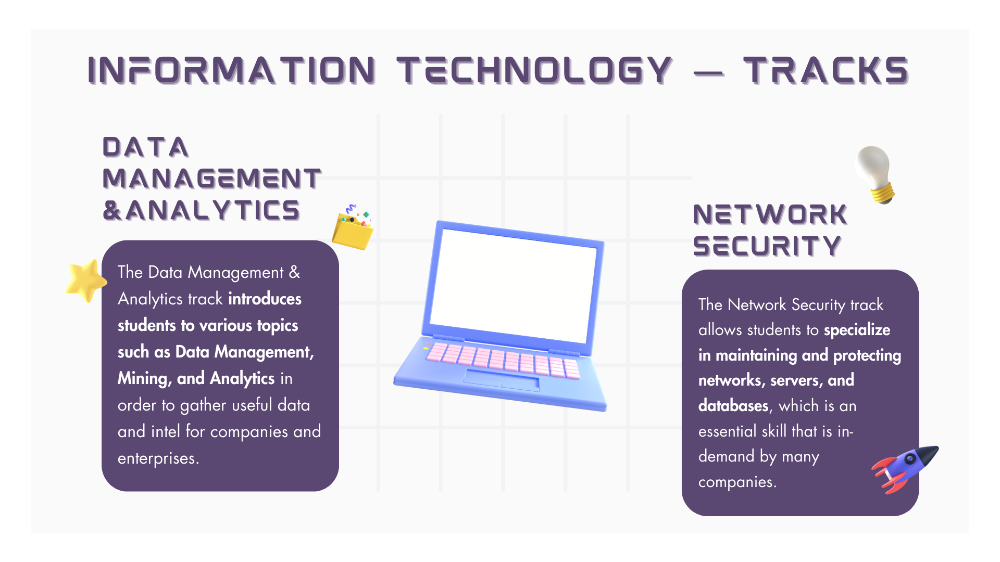 INFORMATION TECHNOLOGY — TRACKS
DATA
MANAGEMENT
&ANALYTICS
The Data Management &
Analytics track introduces
students to various topics
such as Data Management,
Mining, and Analytics in
order to gather useful data
and intel for companies and
enterprises.
NETWORK
SECURITY
The Network Security track
allows students to specialize
in maintaining and protecting
networks, servers, and
databases, which is an
essential skill that is in-
demand by many
companies.